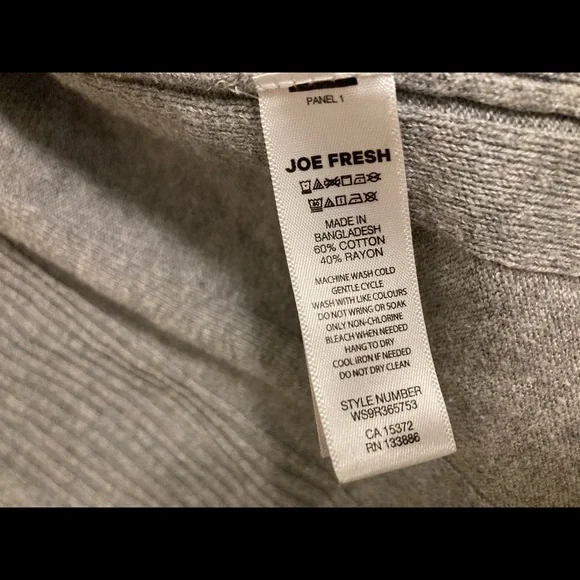 PANEL 1
JOE FRESH
MADE IN
BANGLADESH
60% COTTON
40% RAYON
MACHINE WASH COLD
GENTLE CYCLE
WASH WITH LIKE COLOURS
DO NOT WRING OR SOAK
ONLY NON-CHLORINE
BLEACH WHEN NEEDED
HANG TO DRY
COOL IRON IF NEEDED
DO NOT DRY CLEAN
STYLE NUMBER
WS9R365753
CA 15372
RN 133886